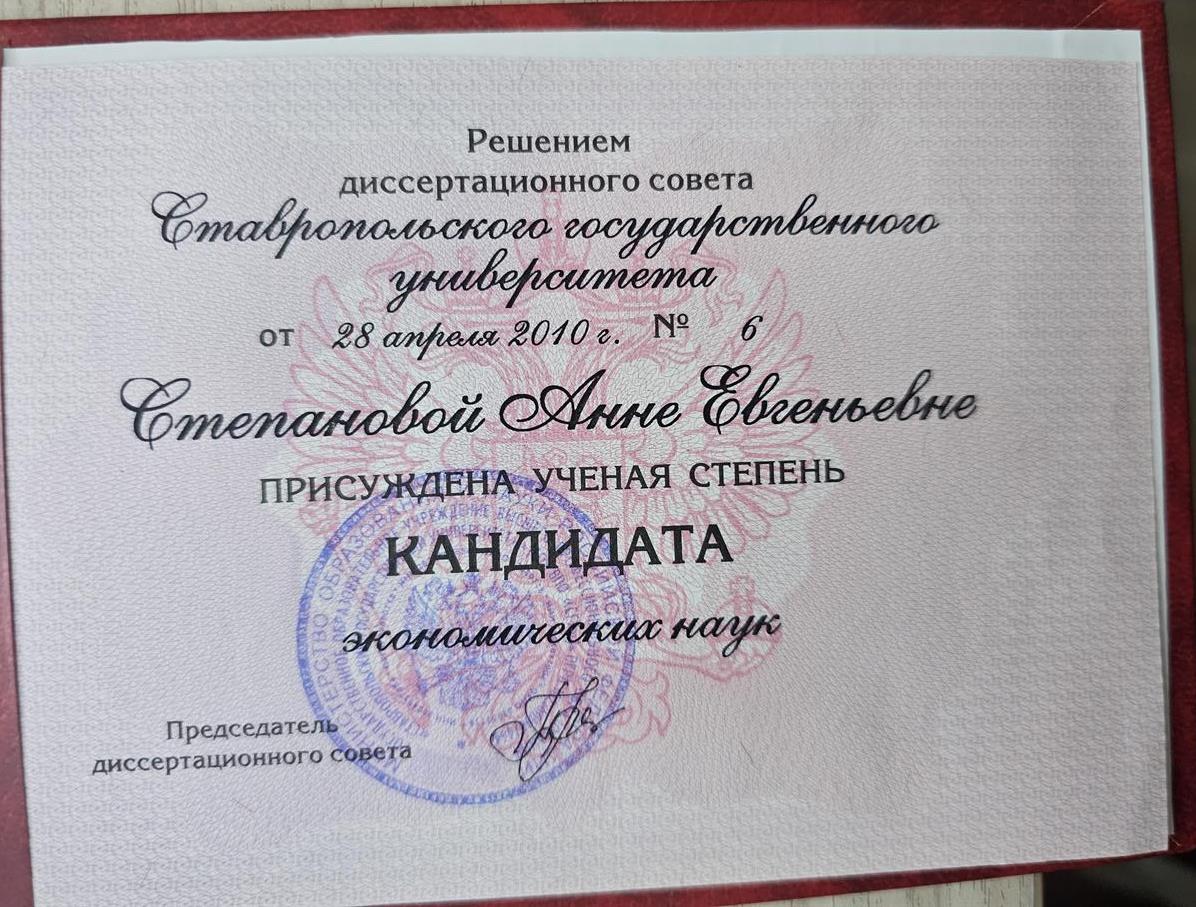 Решением
диссертационного совета
Ставропольского государственного
университета
от 28 апреля 2010 г. № 6
Степановой Анне Евгеньевне
ПРИСУЖДЕНА УЧЕНАЯ СТЕПЕНЬ
КАНДИДАТА
экономических наук
Председатель
диссертационного совета